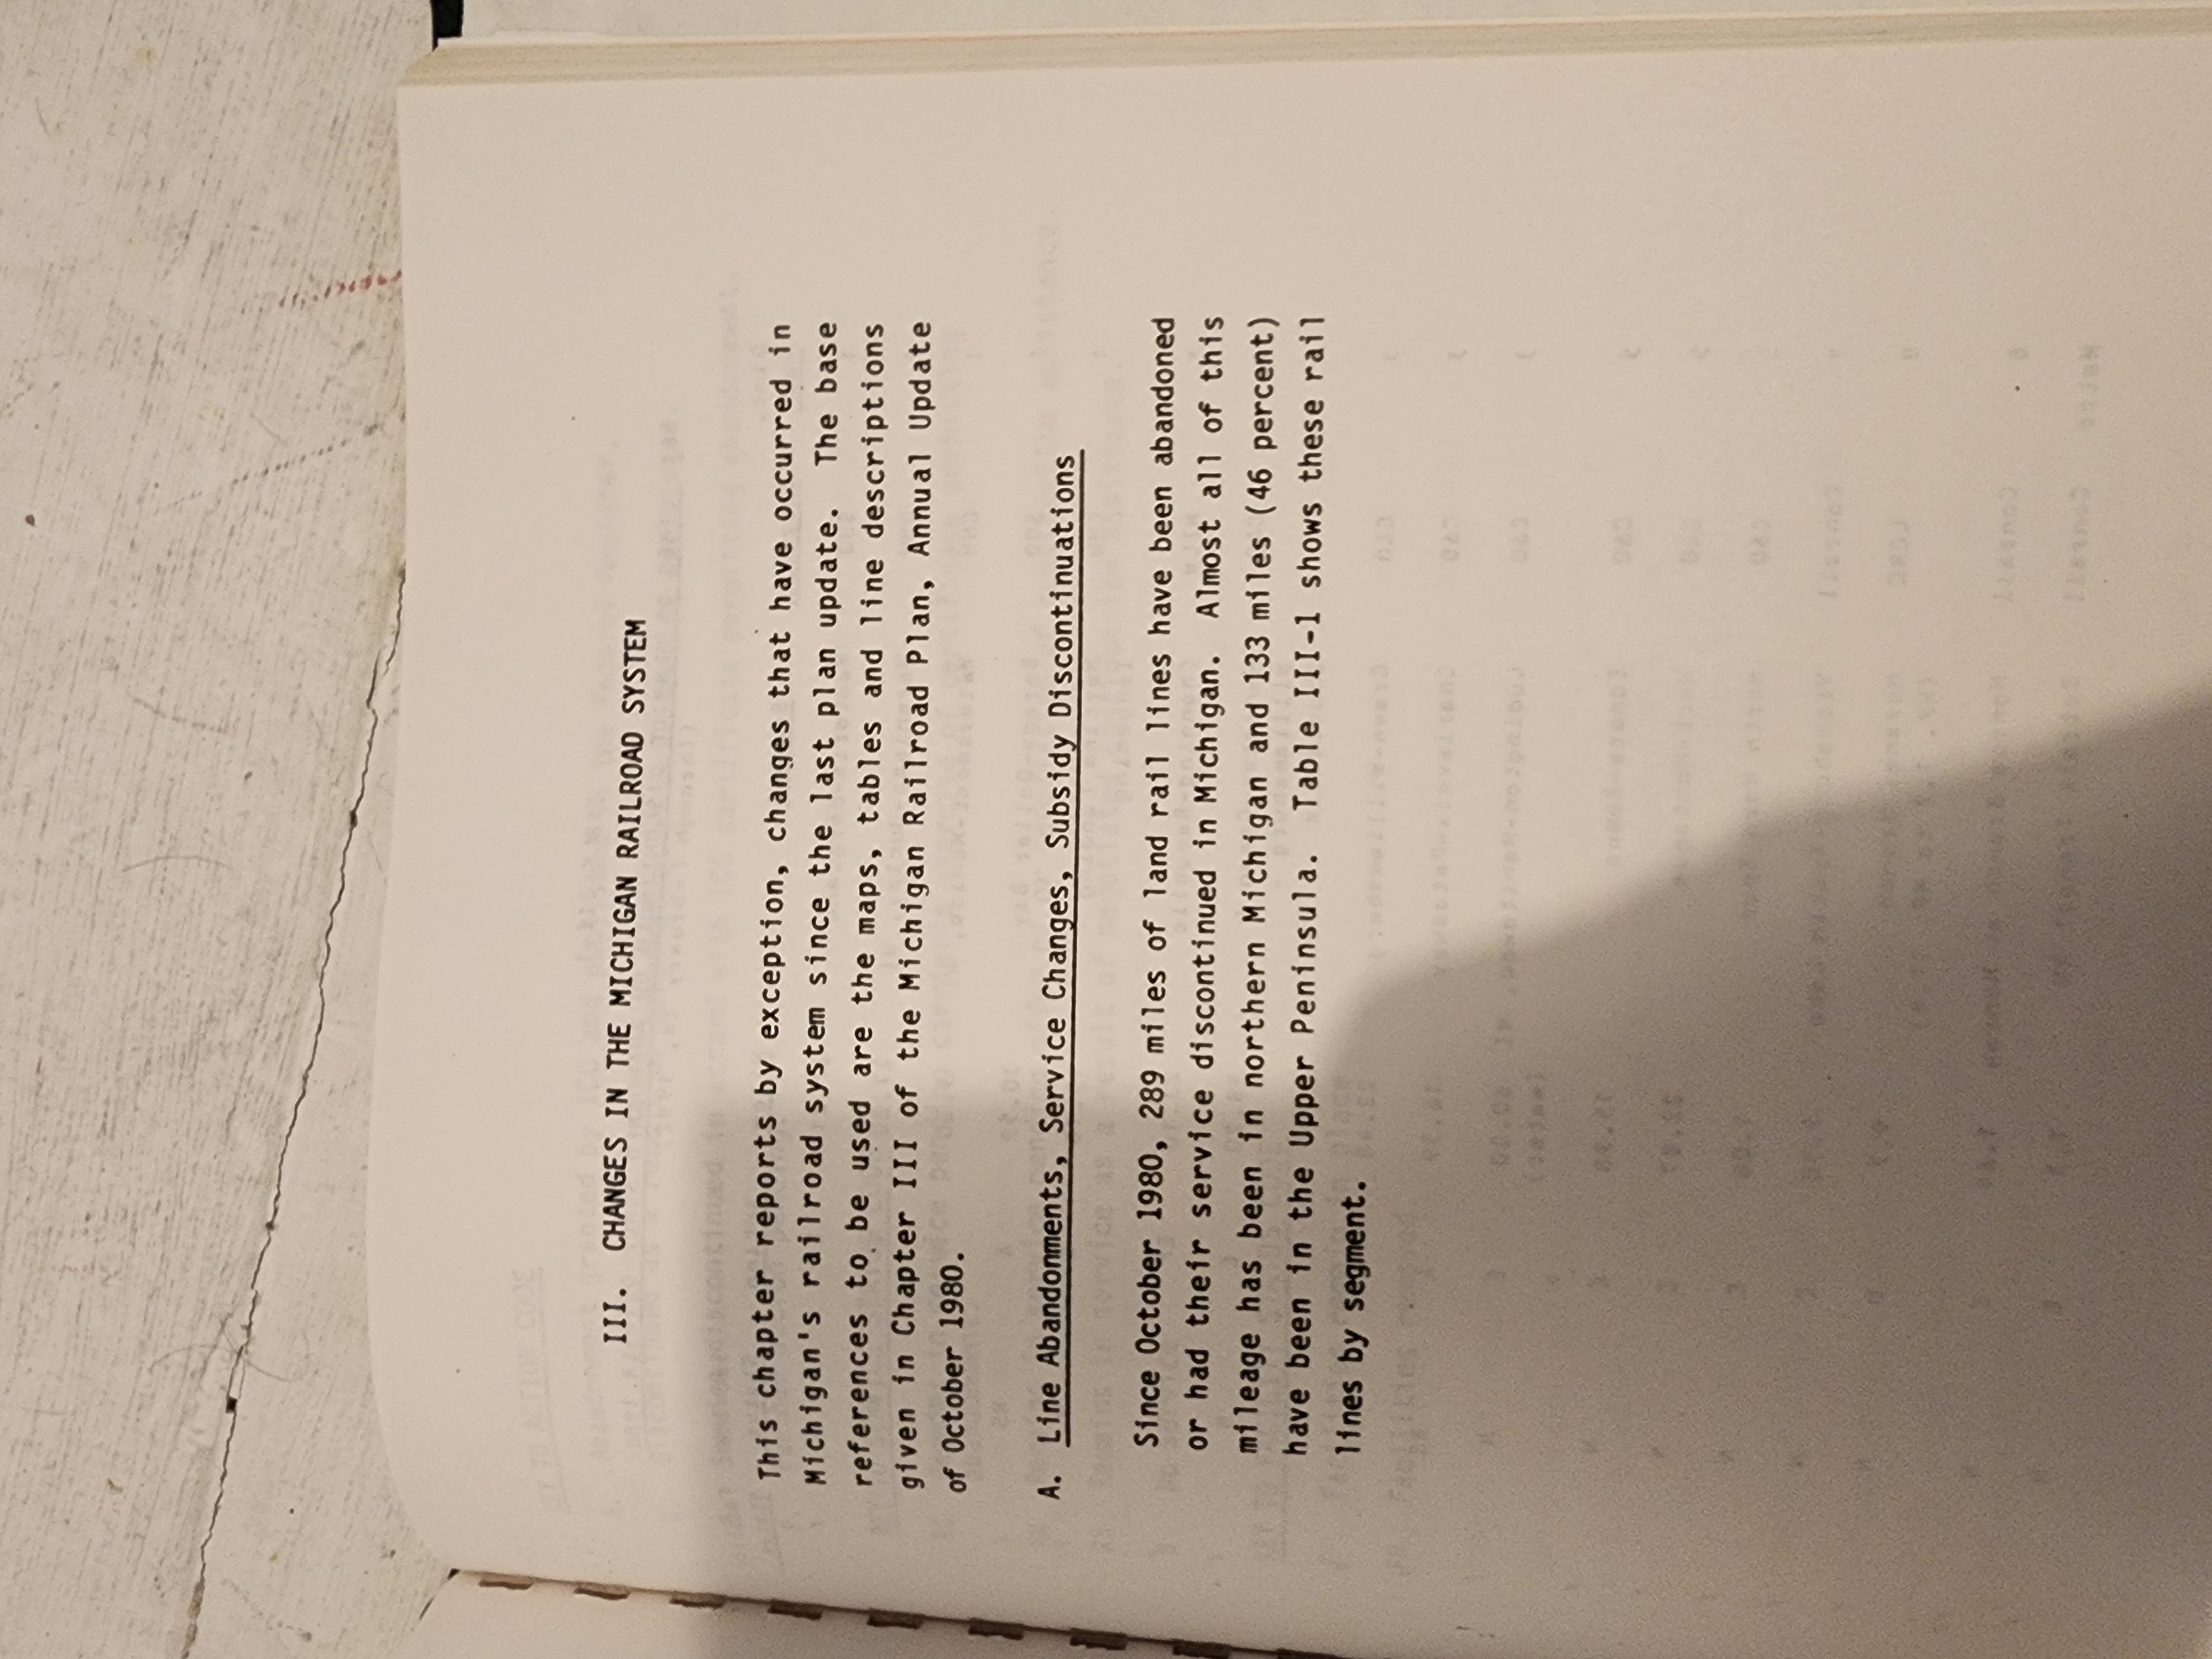 III. CHANGES IN THE MICHIGAN RAILROAD SYSTEM
This chapter reports by exception, changes that have occurred in
Michigan's railroad system since the last plan update. The base
references to be used are the maps, tables and line descriptions
given in Chapter III of the Michigan Railroad Plan, Annual Update
of October 1980.
A. Line Abandonments, Service Changes, Subsidy Discontinuations
Since October 1980, 289 miles of land rail lines have been abandoned
or had their service discontinued in Michigan. Almost all of this
mileage has been in northern Michigan and 133 miles (46 percent)
have been in the Upper Peninsula. Table III-1 shows these rail
lines by segment.